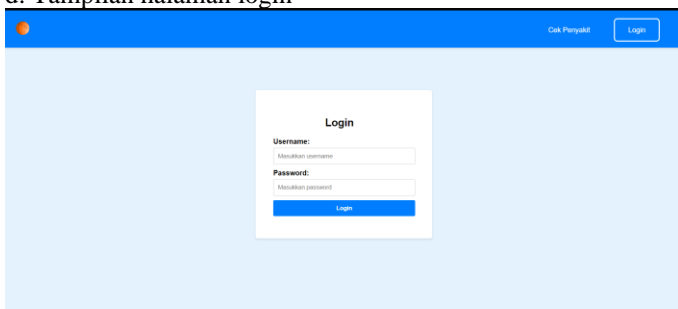 d. Tampilan halaman login
Cek Penyakit
Login
Login
Username:
Masukkan username
Password:
Masukkan password
Login